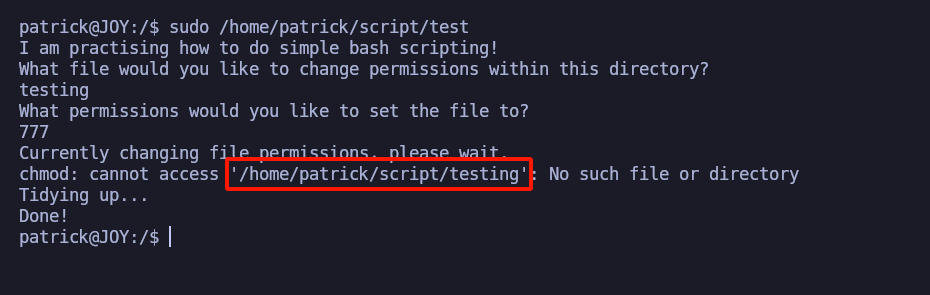 patrick@JOY:/$ sudo /home/patrick/script/test
I am practising how to do simple bash scripting!
What file would you like to change permissions within this directory?
testing
What permissions would you like to set the file to?
777
Currently changing file permissions, please wait.
chmod: cannot access '/home/patrick/script/testing': No such file or directory
Tidying up...
Done!
patrick@JOY:/$